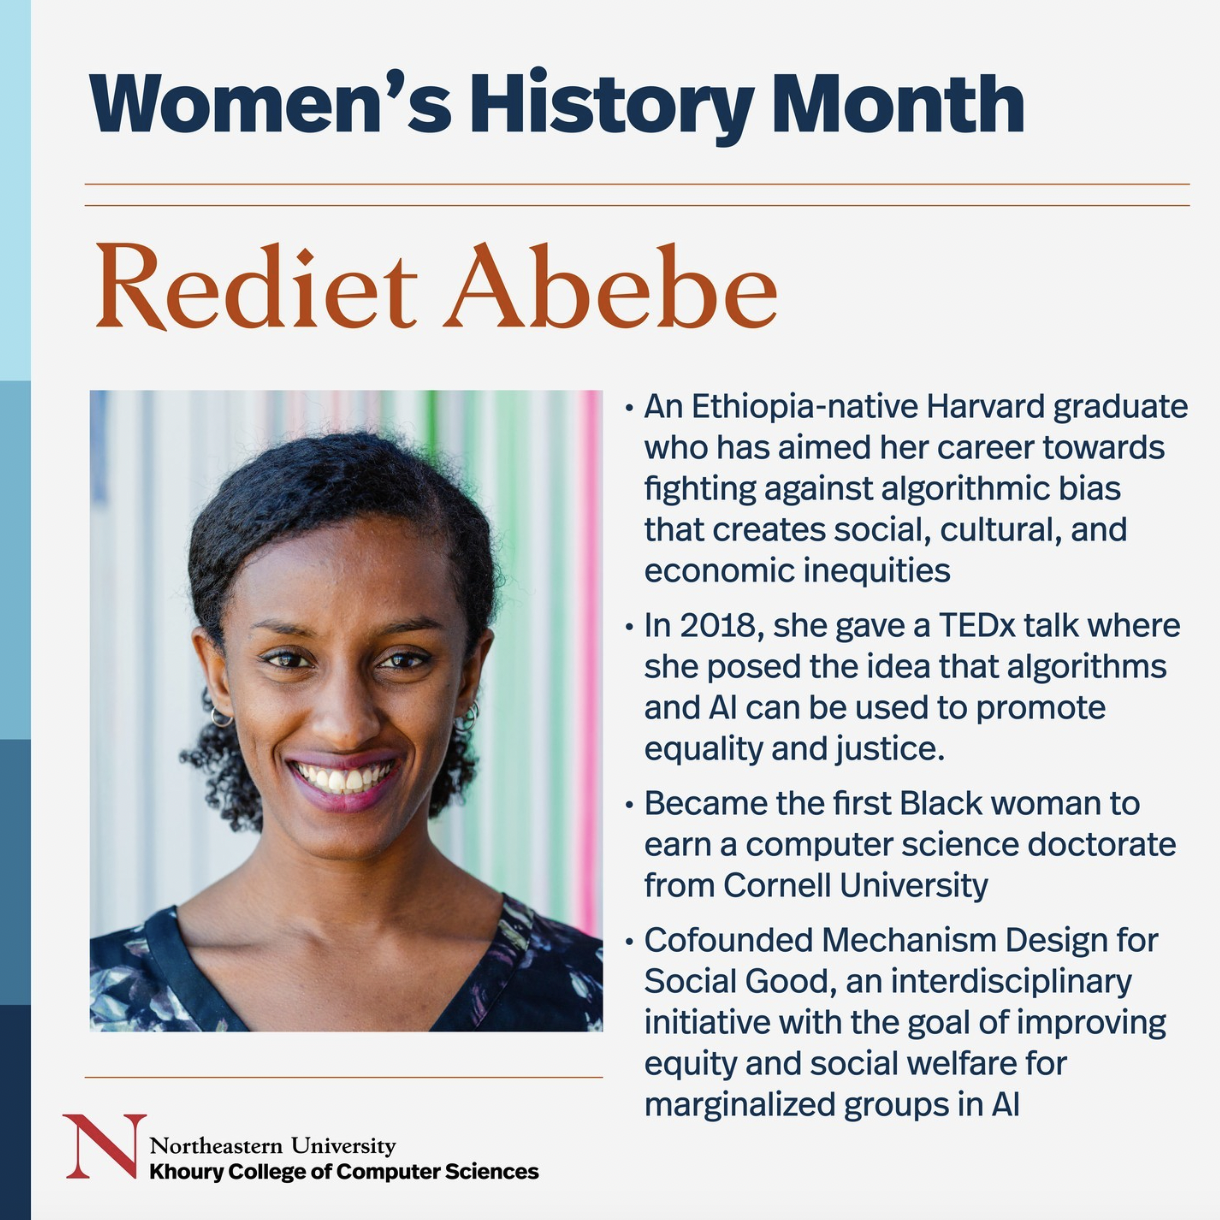 Women’s History Month
Rediet Abebe
• An Ethiopia-native Harvard graduate
who has aimed her career towards
fighting against algorithmic bias
that creates social, cultural, and
economic inequities
• In 2018, she gave a TEDx talk where
she posed the idea that algorithms
and AI can be used to promote
equality and justice.
• Became the first Black woman to
earn a computer science doctorate
from Cornell University
• Cofounded Mechanism Design for
Social Good, an interdisciplinary
initiative with the goal of improving
equity and social welfare for
marginalized groups in AI
N
Northeastern University
Khoury College of Computer Sciences